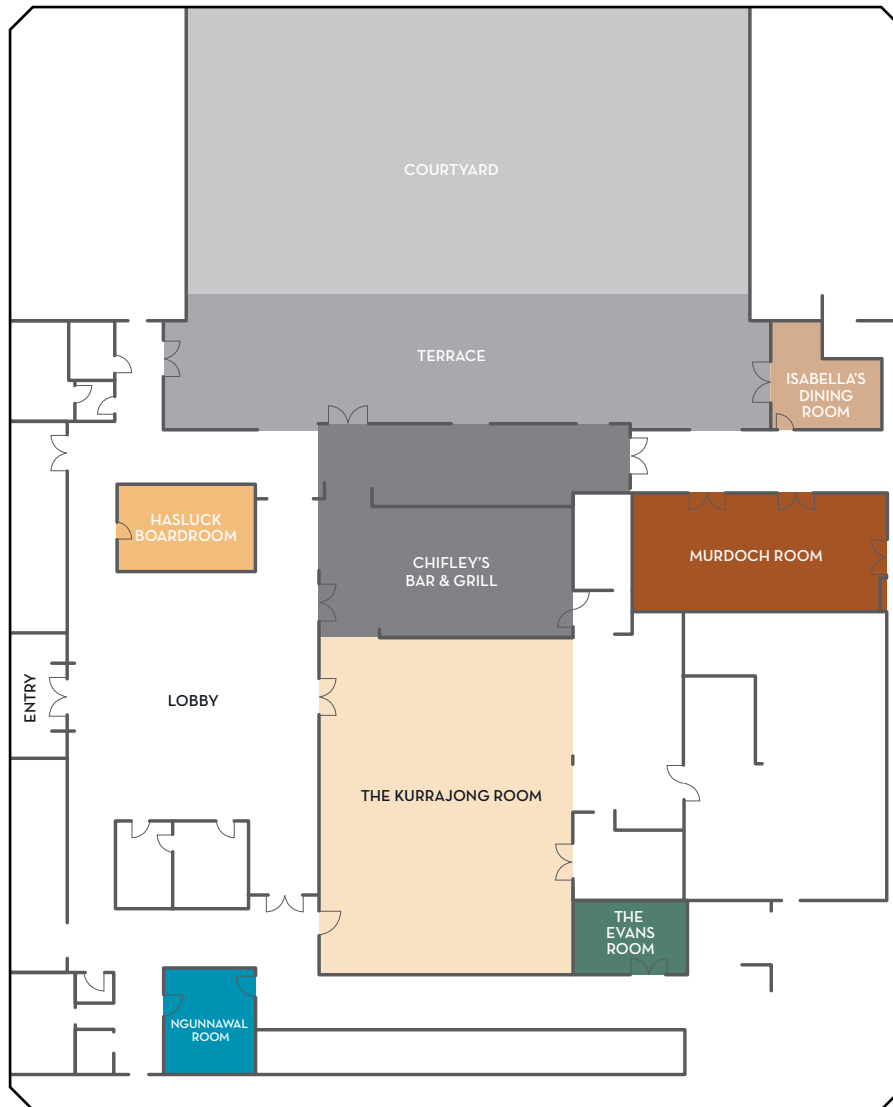 COURTYARD
TERRACE
ISABELLA'S
DINING
ROOM
HASLUCK
BOARDROOM
CHIFLEY'S
BAR & GRILL
MURDOCH ROOM
ENTRY
LOBBY
THE KURRAJONG ROOM
THE
EVANS
ROOM
NGUNNAWAL
ROOM